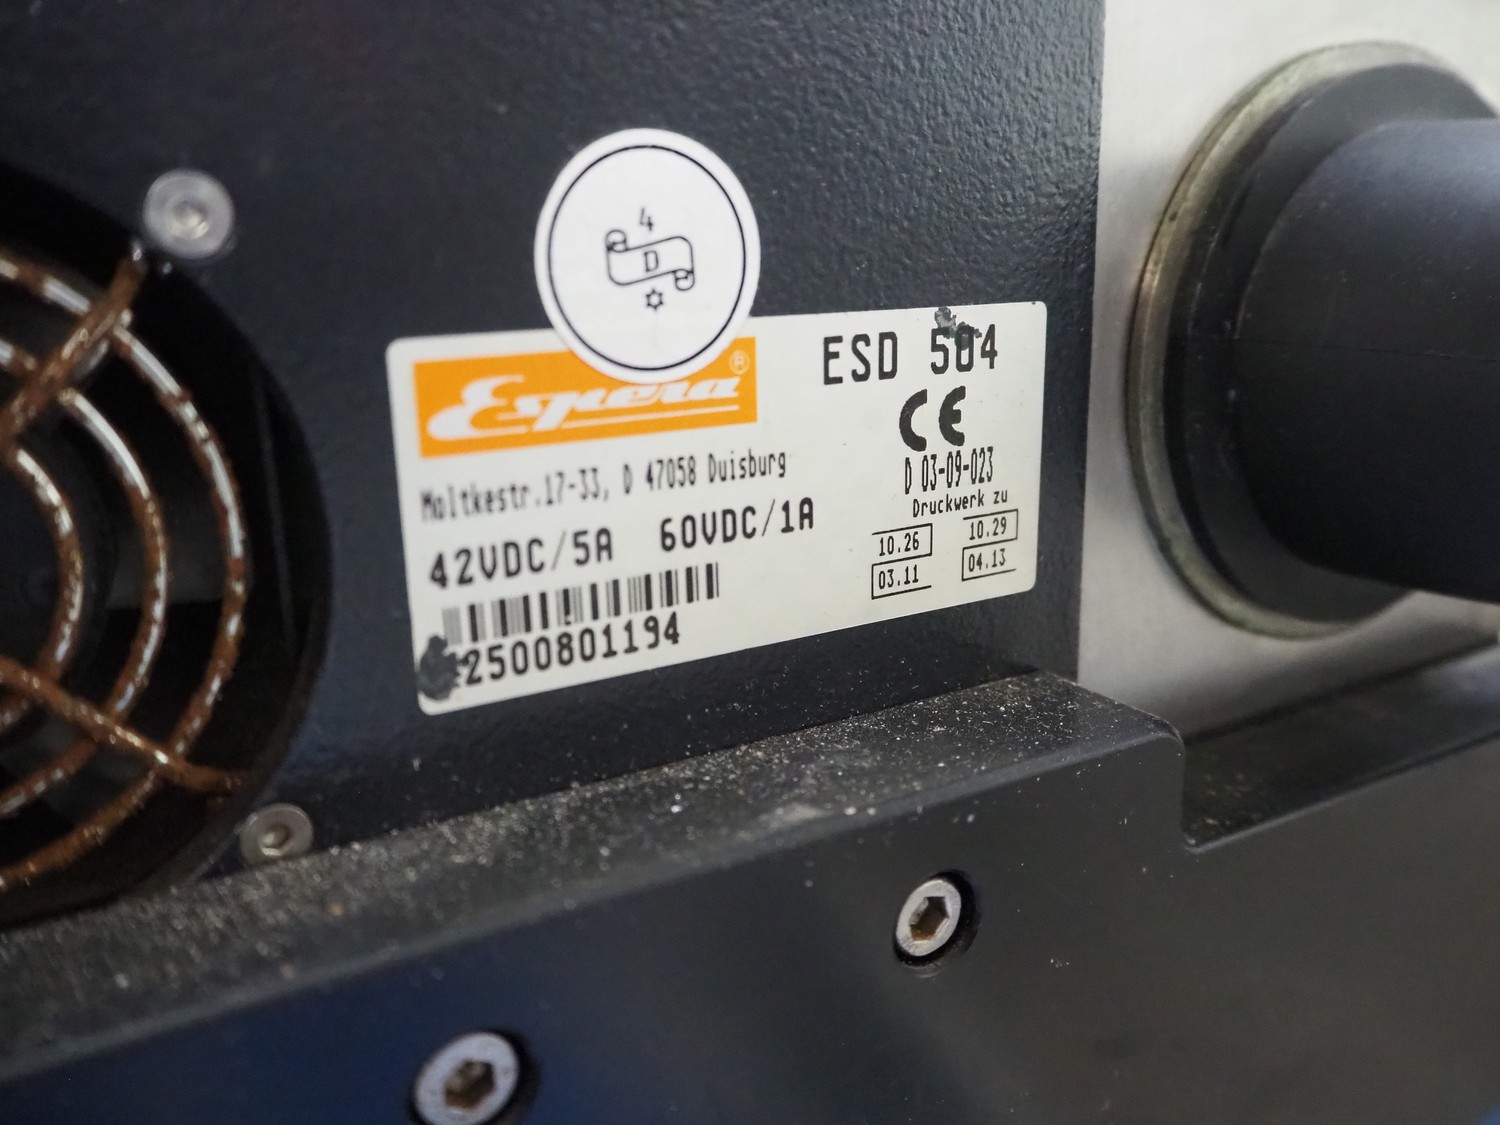 4
D
Espera®
ESD 504
CE
Moltkestr.17-33, D 47058 Duisburg
D 03-09-023
42VDC/5A 60VDC/1A
Druckwerk zu
10.26 10.29
03.11 04.13
2500801194